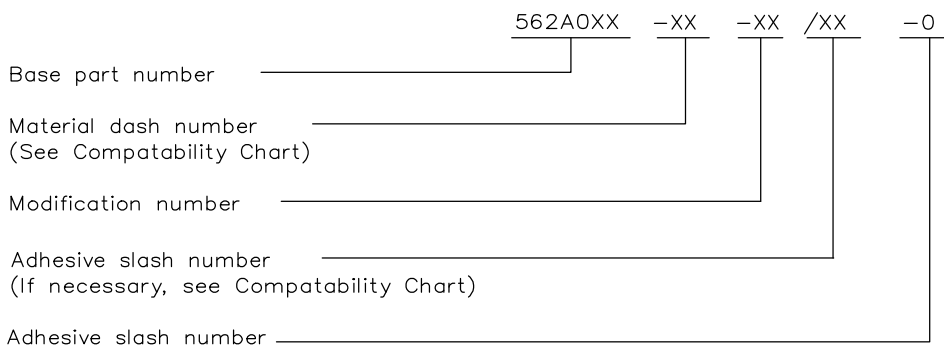 562A0XX -XX -XX /XX -0
Base part number
Material dash number
(See Compatability Chart)
Modification number
Adhesive slash number
(If necessary, see Compatability Chart)
Adhesive slash number